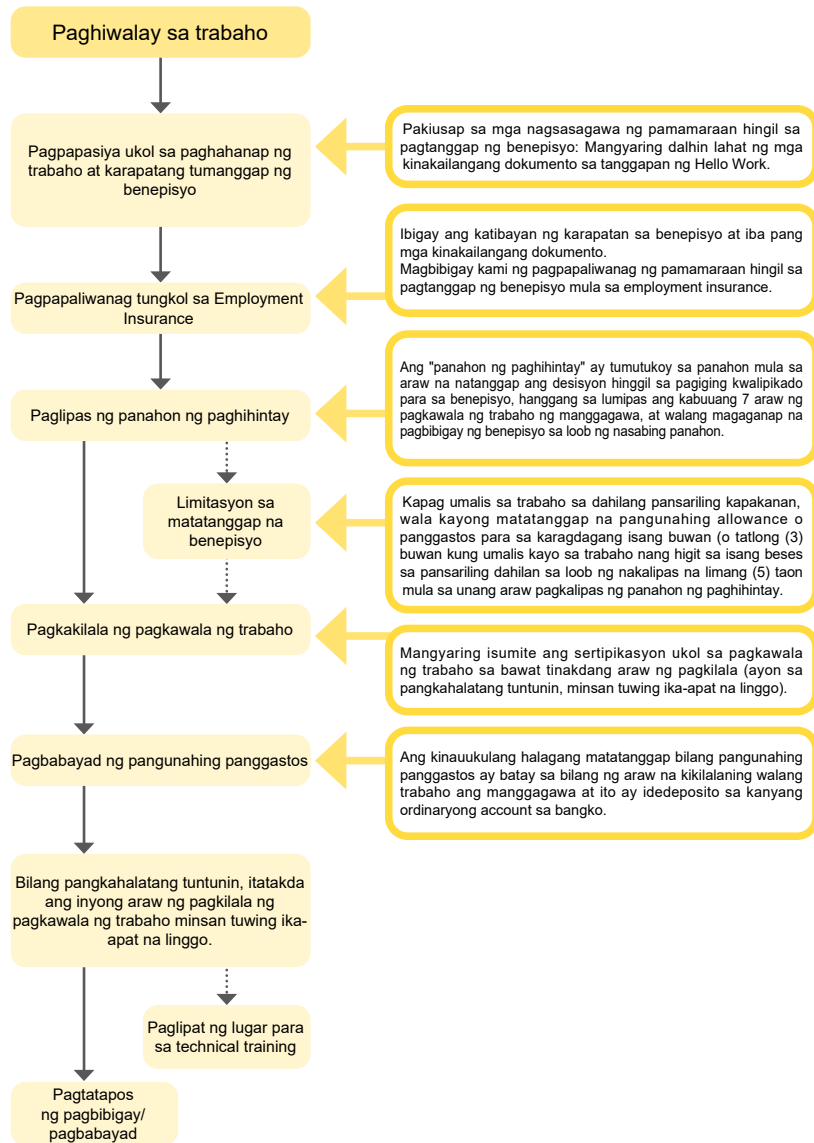 Paghiwalay sa trabaho
Pagpapasiya ukol sa paghahanap ng
trabaho at karapatang tumanggap ng
benepisyo
Pakiusap sa mga nagsasagawa ng pamamaraan hingil sa
pagtanggap ng benepisyo: Mangyaring dalhin lahat ng mga
kinakailangang dokumento sa tanggapan ng Hello Work.
Pagpapaliwanag tungkol sa Employment
Insurance
Ibigay ang katibayan ng karapatan sa benepisyo at iba pang
mga kinakailangang dokumento.
Magbibigay kami ng pagpapaliwanag ng pamamaraan hingil sa
pagtanggap ng benepisyo mula sa employment insurance.
Paglipas ng panahon ng paghihintay
Ang "panahon ng paghihintay" ay tumutukoy sa panahon mula sa
araw na natanggap ang desisyon hinggil sa pagiging kwalipikado
para sa benepisyo, hanggang sa lumipas ang kabuuang 7 araw ng
pagkawala ng trabaho ng manggagawa, at walang magaganap na
pagbibigay ng benepisyo sa loob ng nasabing panahon.
Limitasyon sa
matatanggap na
benepisyo
Kapag umalis sa trabaho sa dahilang pansariling kapakanan,
wala kayong matatanggap na pangunahing allowance o
panggastos para sa karagdagang isang buwan (o tatlong (3)
buwan kung umalis kayo sa trabaho nang higit sa isang beses
sa pansariling dahilan sa loob ng nakalipas na limang (5) taon
mula sa unang araw pagkalipas ng panahon ng paghihintay.
Pagkakilala ng pagkawala ng trabaho
Mangyaring isumite ang sertipikasyon ukol sa pagkawala
ng trabaho sa bawat tinakdang araw ng pagkilala (ayon sa
pangkahalatang tuntunin, minsan tuwing ika-apat na linggo).
Pagbabayad ng pangunahing panggastos
Ang kinauukulang halagang matatanggap bilang pangunahing
panggastos ay batay sa bilang ng araw na kikilalaning walang
trabaho ang manggagawa at ito ay idedeposito sa kanyang
ordinaryong account sa bangko.
Bilang pangkahalatang tuntunin, itatakda
ang inyong araw ng pagkilala ng
pagkawala ng trabaho minsan tuwing ika-
apat na linggo.
Paglipat ng lugar para
sa technical training
Pagtatapos
ng pagbibigay/
pagbabayad